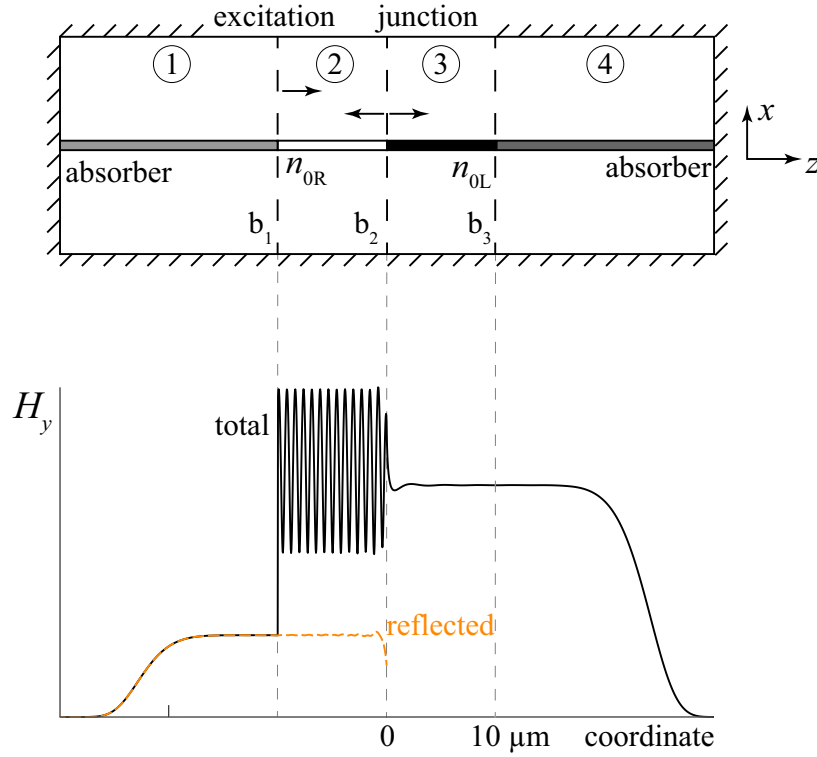 excitation junction
① ② ③ ④
x
absorber n₀R n₀L absorber z
b₁ b₂ b₃
H_y total
reflected
0 10 µm coordinate